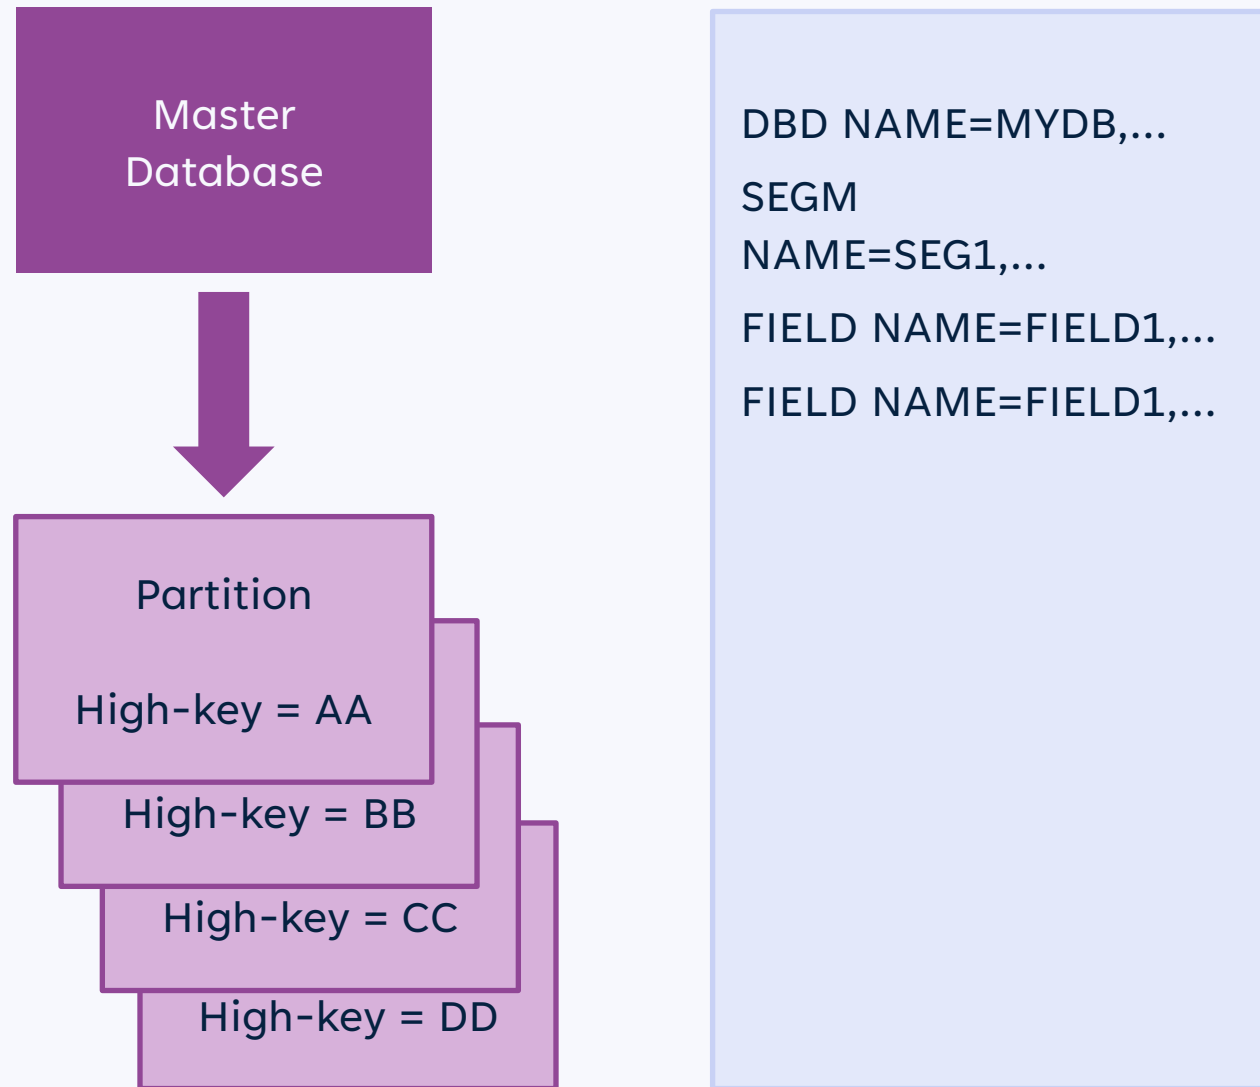 Master
Database
Partition
High-key = AA
High-key = BB
High-key = CC
High-key = DD
DBD NAME=MYDB,...
SEGM
NAME=SEG1,...
FIELD NAME=FIELD1,...
FIELD NAME=FIELD1,...